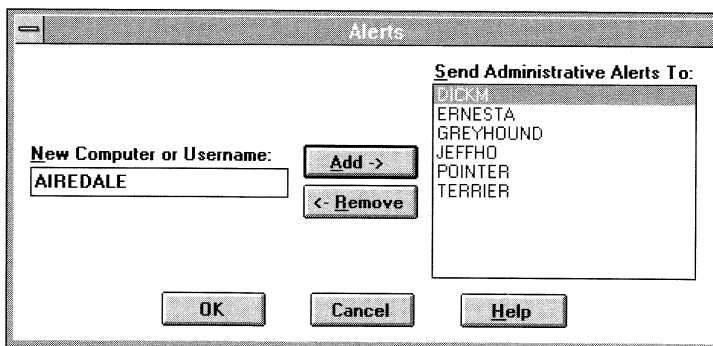 Alerts
Send Administrative Alerts To:
DICKM
ERNESTA
GREYHOUND
JEFFHO
POINTER
TERRIER
New Computer or Username:
AIREDALE
Add ->
<- Remove
OK
Cancel
Help